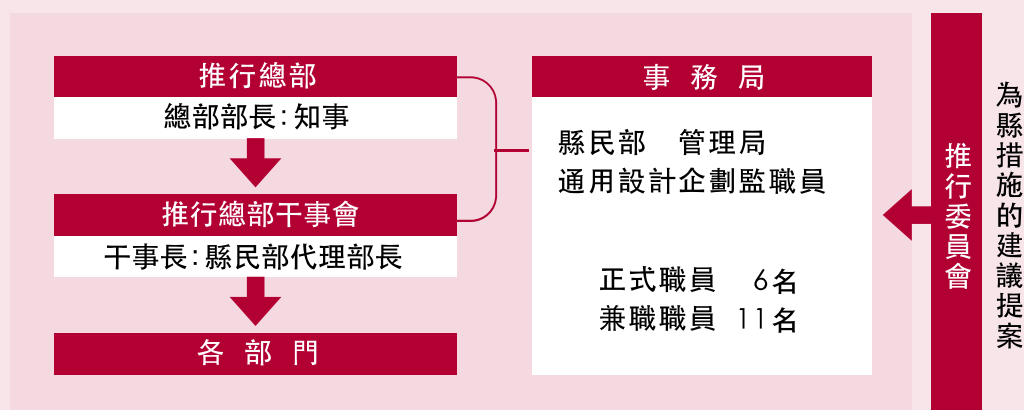 推行總部
總部部長:知事
推行總部干事會
干事長:縣民部代理部長
各部門
事務局
縣民部　管理局
通用設計企劃監職員
正式職員　6名
兼職職員　11名
推行委員會
為縣措施的建議提案